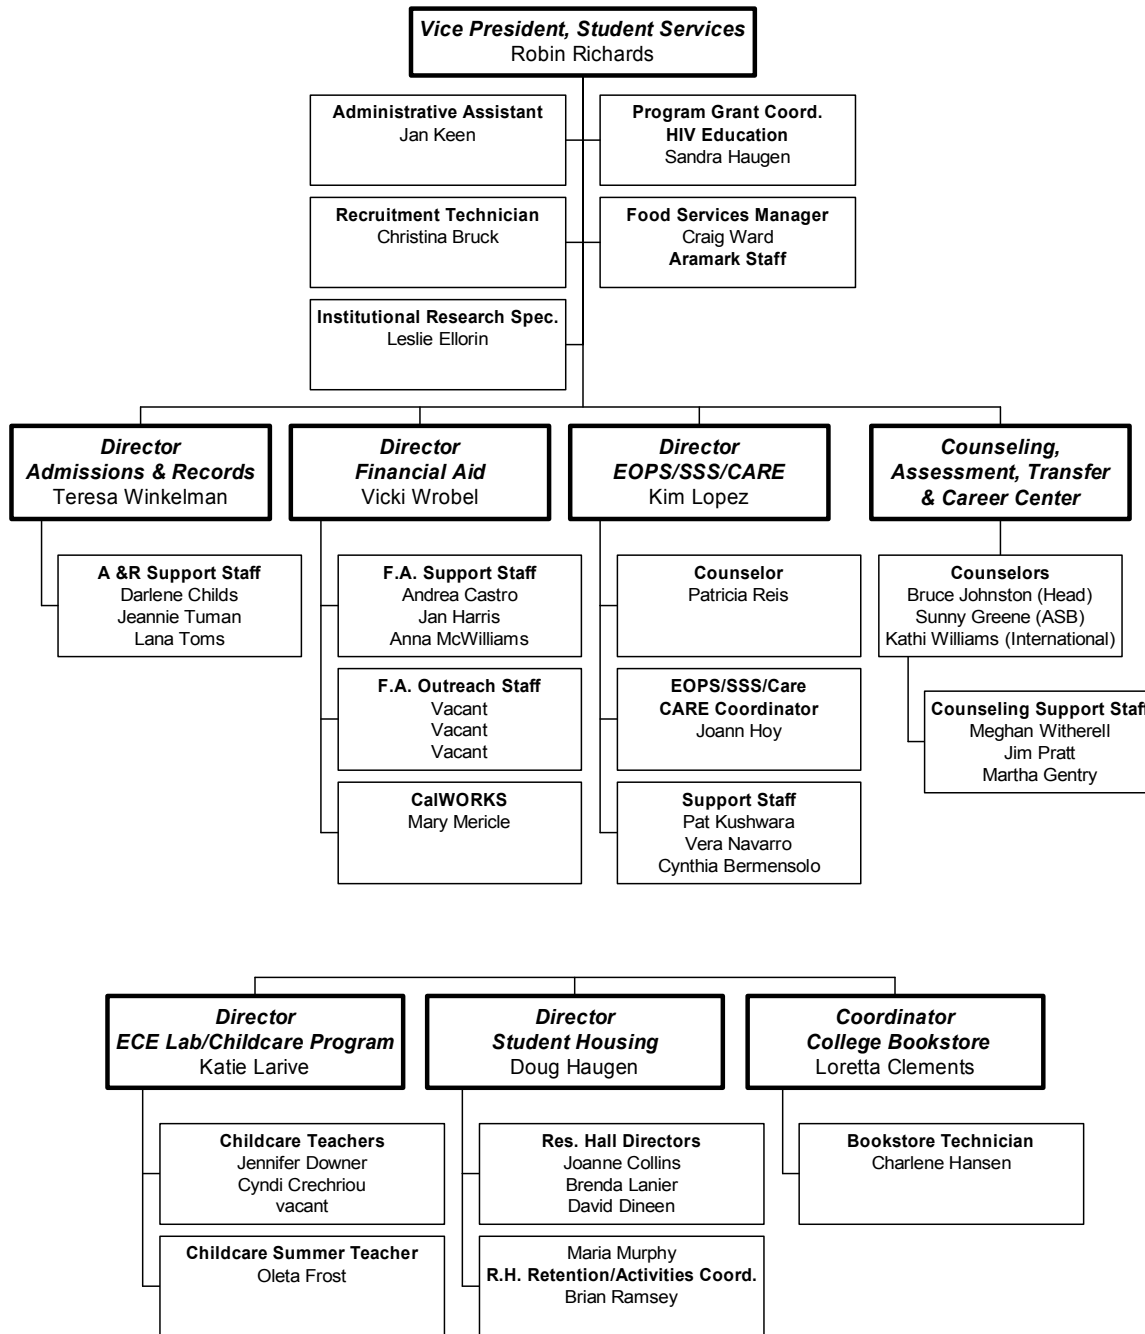 Vice President, Student Services
Robin Richards
Administrative Assistant
Jan Keen
Program Grant Coord.
HIV Education
Sandra Haugen
Recruitment Technician
Christina Bruck
Food Services Manager
Craig Ward
Aramark Staff
Institutional Research Spec.
Leslie Ellorin
Director
Admissions & Records
Teresa Winkelman
Director
Financial Aid
Vicki Wrobel
Director
EOPS/SSS/CARE
Kim Lopez
Counseling,
Assessment, Transfer
& Career Center
A &R Support Staff
Darlene Childs
Jeannie Tuman
Lana Toms
F.A. Support Staff
Andrea Castro
Jan Harris
Anna McWilliams
Counselor
Patricia Reis
Counselors
Bruce Johnston (Head)
Sunny Greene (ASB)
Kathi Williams (International)
F.A. Outreach Staff
Vacant
Vacant
Vacant
EOPS/SSS/Care
CARE Coordinator
Joann Hoy
Counseling Support Staff
Meghan Witherell
Jim Pratt
Martha Gentry
CalWORKS
Mary Mericle
Support Staff
Pat Kushwara
Vera Navarro
Cynthia Bermensolo
Director
ECE Lab/Childcare Program
Katie Larive
Director
Student Housing
Doug Haugen
Coordinator
College Bookstore
Loretta Clements
Childcare Teachers
Jennifer Downer
Cyndi Crechriou
vacant
Res. Hall Directors
Joanne Collins
Brenda Lanier
David Dineen
Bookstore Technician
Charlene Hansen
Childcare Summer Teacher
Oleta Frost
Maria Murphy
R.H. Retention/Activities Coord.
Brian Ramsey